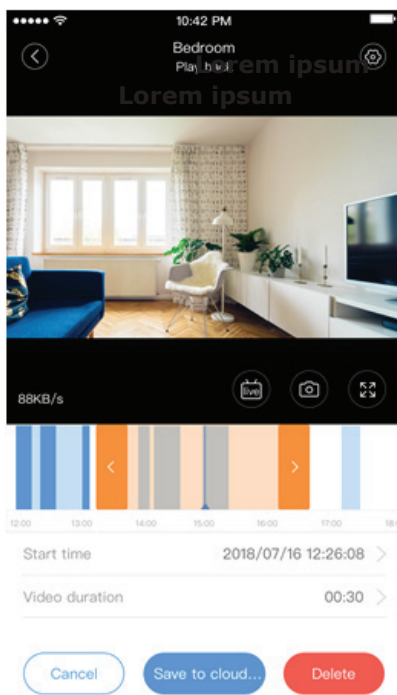 10:42 PM
Bedroom
Lorem ipsum
Lorem ipsum
88KB/s
live
12:00 13:00 14:00 15:00 16:00 17:00
Start time 2018/07/16 12:26:08
Video duration 00:30
Cancel Save to cloud... Delete